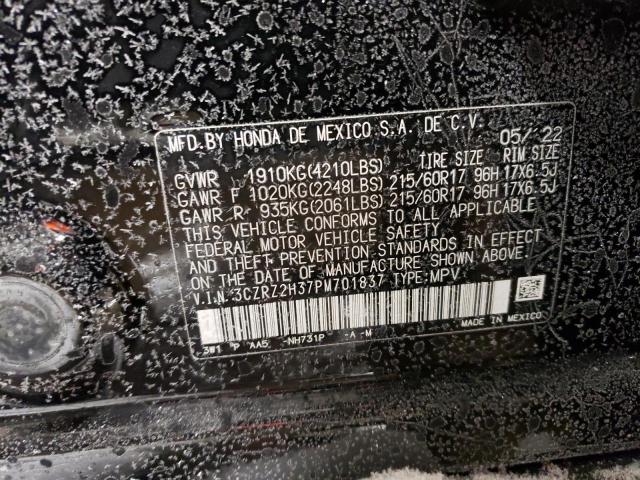 MFD.BY HONDA DE MEXICO S.A. DE C.V. 05/ 22
GVWR 1910KG(4210LBS) TIRE SIZE RIM SIZE
GAWR F 1020KG(2248LBS) 215/60R17 96H 17X6.5J
GAWR R 935KG(2061LBS) 215/60R17 96H 17X6.5J
THIS VEHICLE CONFORMS TO ALL APPLICABLE
FEDERAL MOTOR VEHICLE SAFETY
AND THEFT PREVENTION STANDARDS IN EFFECT
ON THE DATE OF MANUFACTURE SHOWN ABOVE.
V.I.N.:3CZRZ2H37PM701837 TYPE:MPV
3W1 P AA5 -NH731P -A -M MADE IN MEXICO